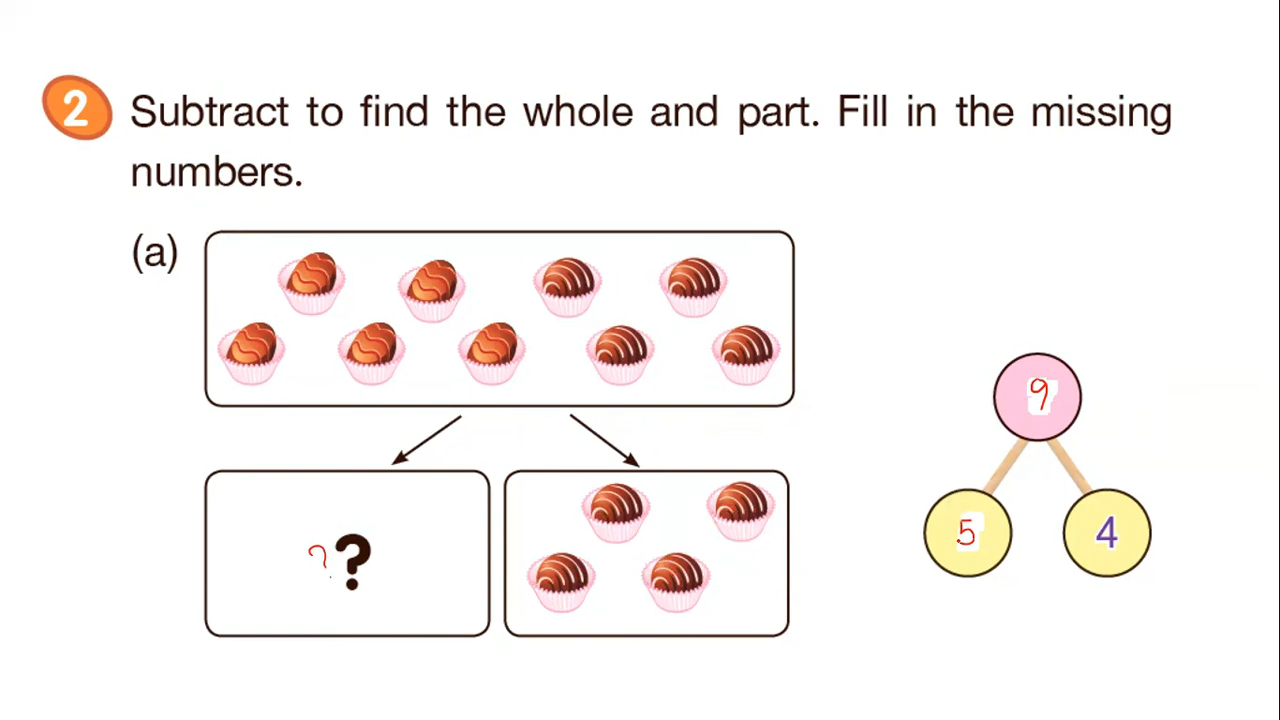 2 Subtract to find the whole and part. Fill in the missing
numbers.
(a)
9
? ?
5 4